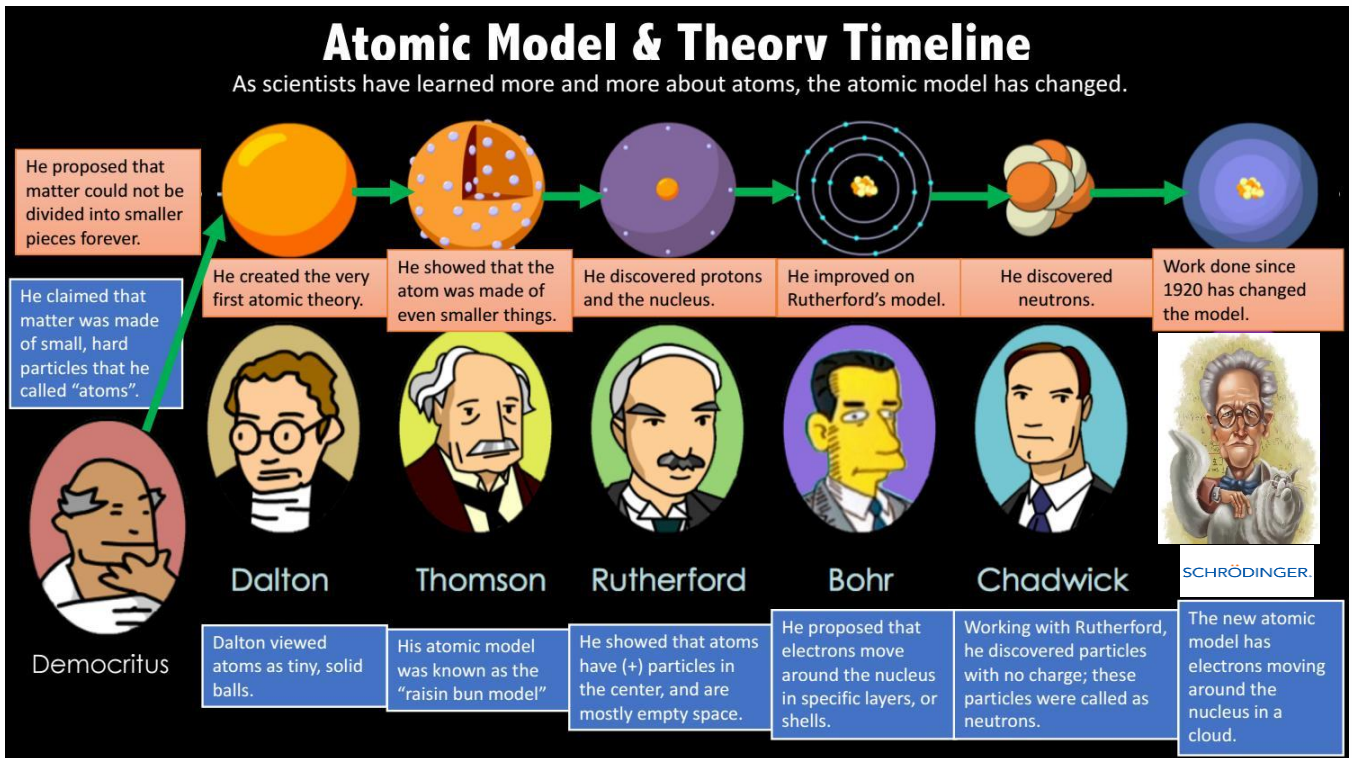 Atomic Model & Theory Timeline
As scientists have learned more and more about atoms, the atomic model has changed.
He proposed that
matter could not be
divided into smaller
pieces forever.
He claimed that
matter was made
of small, hard
particles that he
called “atoms”.
Democritus
He created the very
first atomic theory.
Dalton
Dalton viewed
atoms as tiny, solid
balls.
He showed that the
atom was made of
even smaller things.
Thomson
His atomic model
was known as the
“raisin bun model”
He discovered protons
and the nucleus.
Rutherford
He showed that atoms
have (+) particles in
the center, and are
mostly empty space.
He improved on
Rutherford’s model.
Bohr
He proposed that
electrons move
around the nucleus
in specific layers, or
shells.
He discovered
neutrons.
Chadwick
Working with Rutherford,
he discovered particles
with no charge; these
particles were called as
neutrons.
Work done since
1920 has changed
the model.
SCHRÖDINGER.
The new atomic
model has
electrons moving
around the
nucleus in a
cloud.